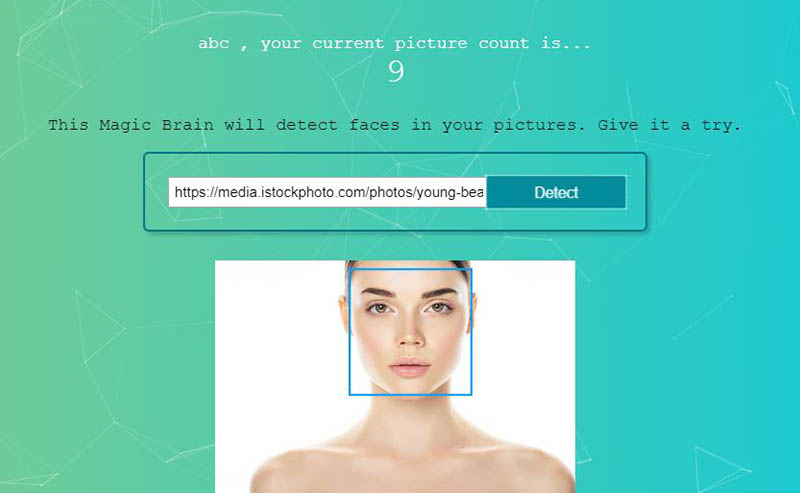 abc , your current picture count is...
9
This Magic Brain will detect faces in your pictures. Give it a try.
https://media.istockphoto.com/photos/young-bea Detect